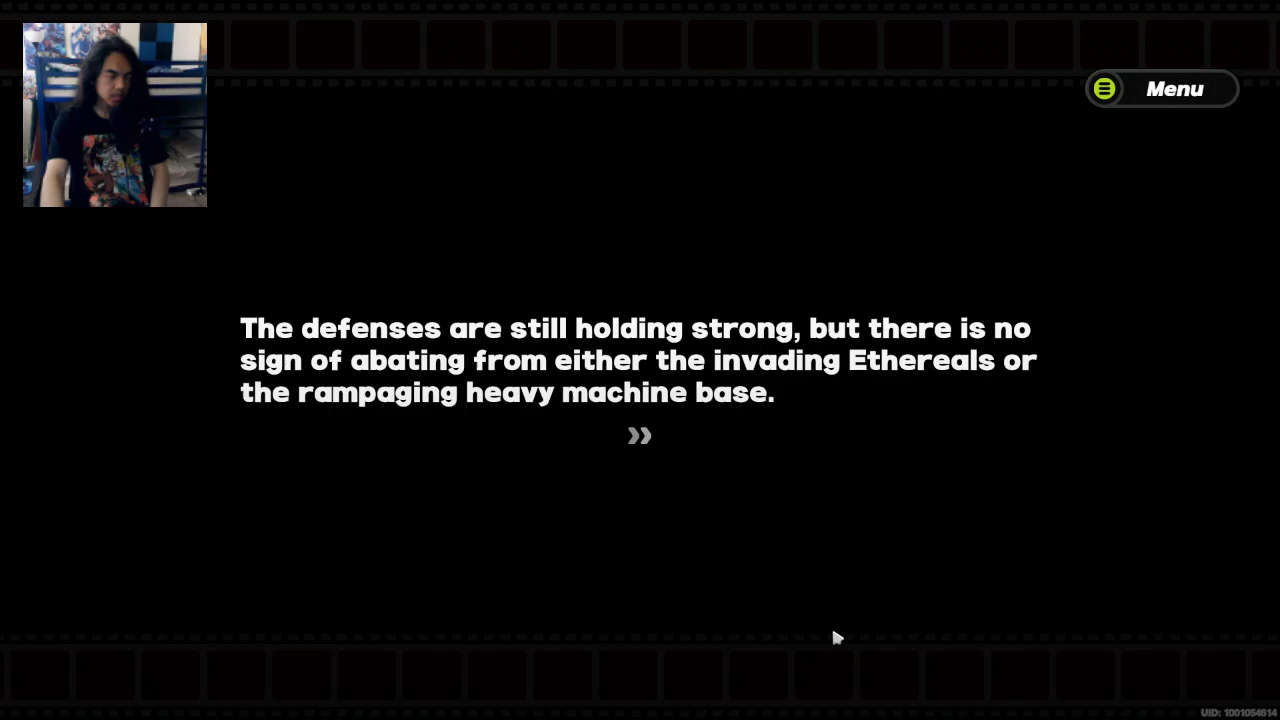 Menu
The defenses are still holding strong, but there is no
sign of abating from either the invading Ethereals or
the rampaging heavy machine base.
UID: 1001054614